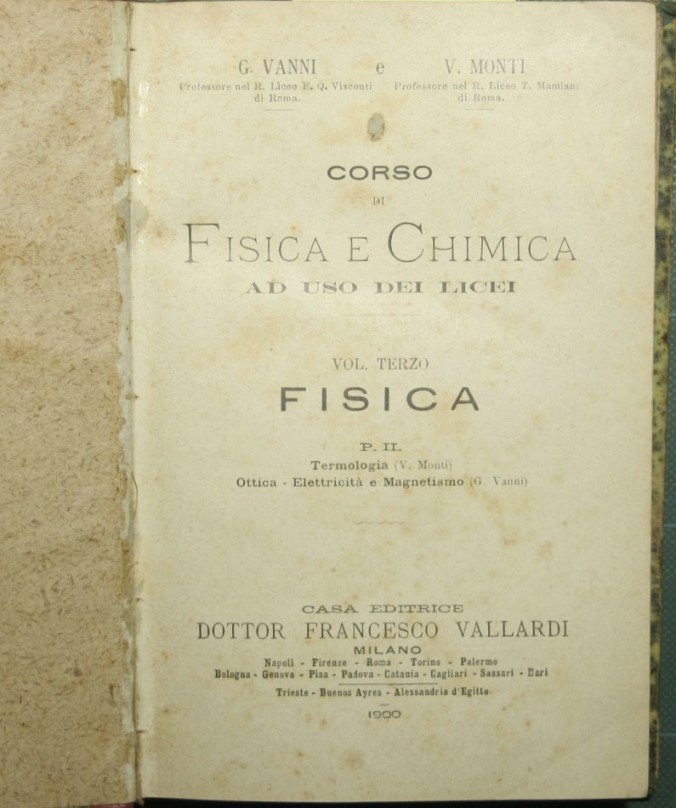 G. VANNI e V. MONTI
Professore nel R. Liceo E. Q. Visconti Professore nel R. Liceo T. Mamiani
di Roma. di Roma.
CORSO
DI
FISICA E CHIMICA
AD USO DEI LICEI
VOL. TERZO
FISICA
P. II.
Termologia (V. Monti)
Ottica - Elettricità e Magnetismo (G. Vanni)
CASA EDITRICE
DOTTOR FRANCESCO VALLARDI
MILANO
Napoli - Firenze - Roma - Torino - Palermo
Bologna - Genova - Pisa - Padova - Catania - Cagliari - Sassari - Bari
Trieste - Buenos Ayres - Alessandria d'Egitto
1900